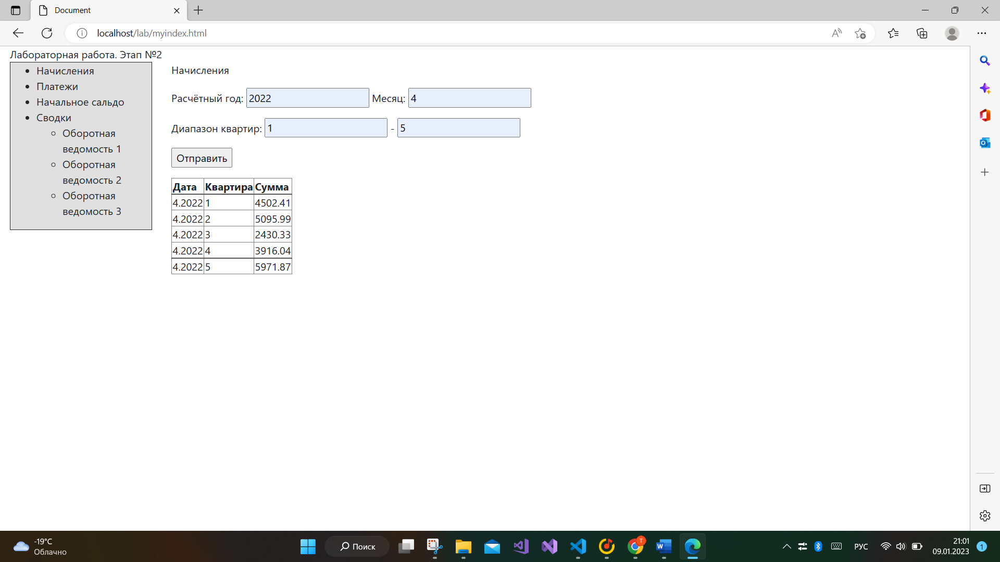 Document
localhost/lab/myindex.html
Лабораторная работа. Этап №2
Начисления
Платежи
Начальное сальдо
Сводки
Оборотная
ведомость 1
Оборотная
ведомость 2
Оборотная
ведомость 3
Начисления
Расчётный год: 2022 Месяц: 4
Диапазон квартир: 1 - 5
Отправить
Дата Квартира Сумма
4.2022 1 4502.41
4.2022 2 5095.99
4.2022 3 2430.33
4.2022 4 3916.04
4.2022 5 5971.87
-19°C
Облачно
Поиск
T
РУС
21:01
09.01.2023
1